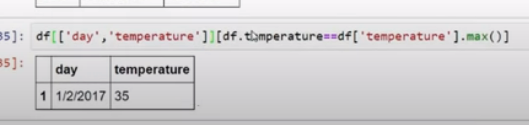 35]: df[['day','temperature']][df.temperature==df['temperature'].max()]
35]:
day temperature
1 1/2/2017 35